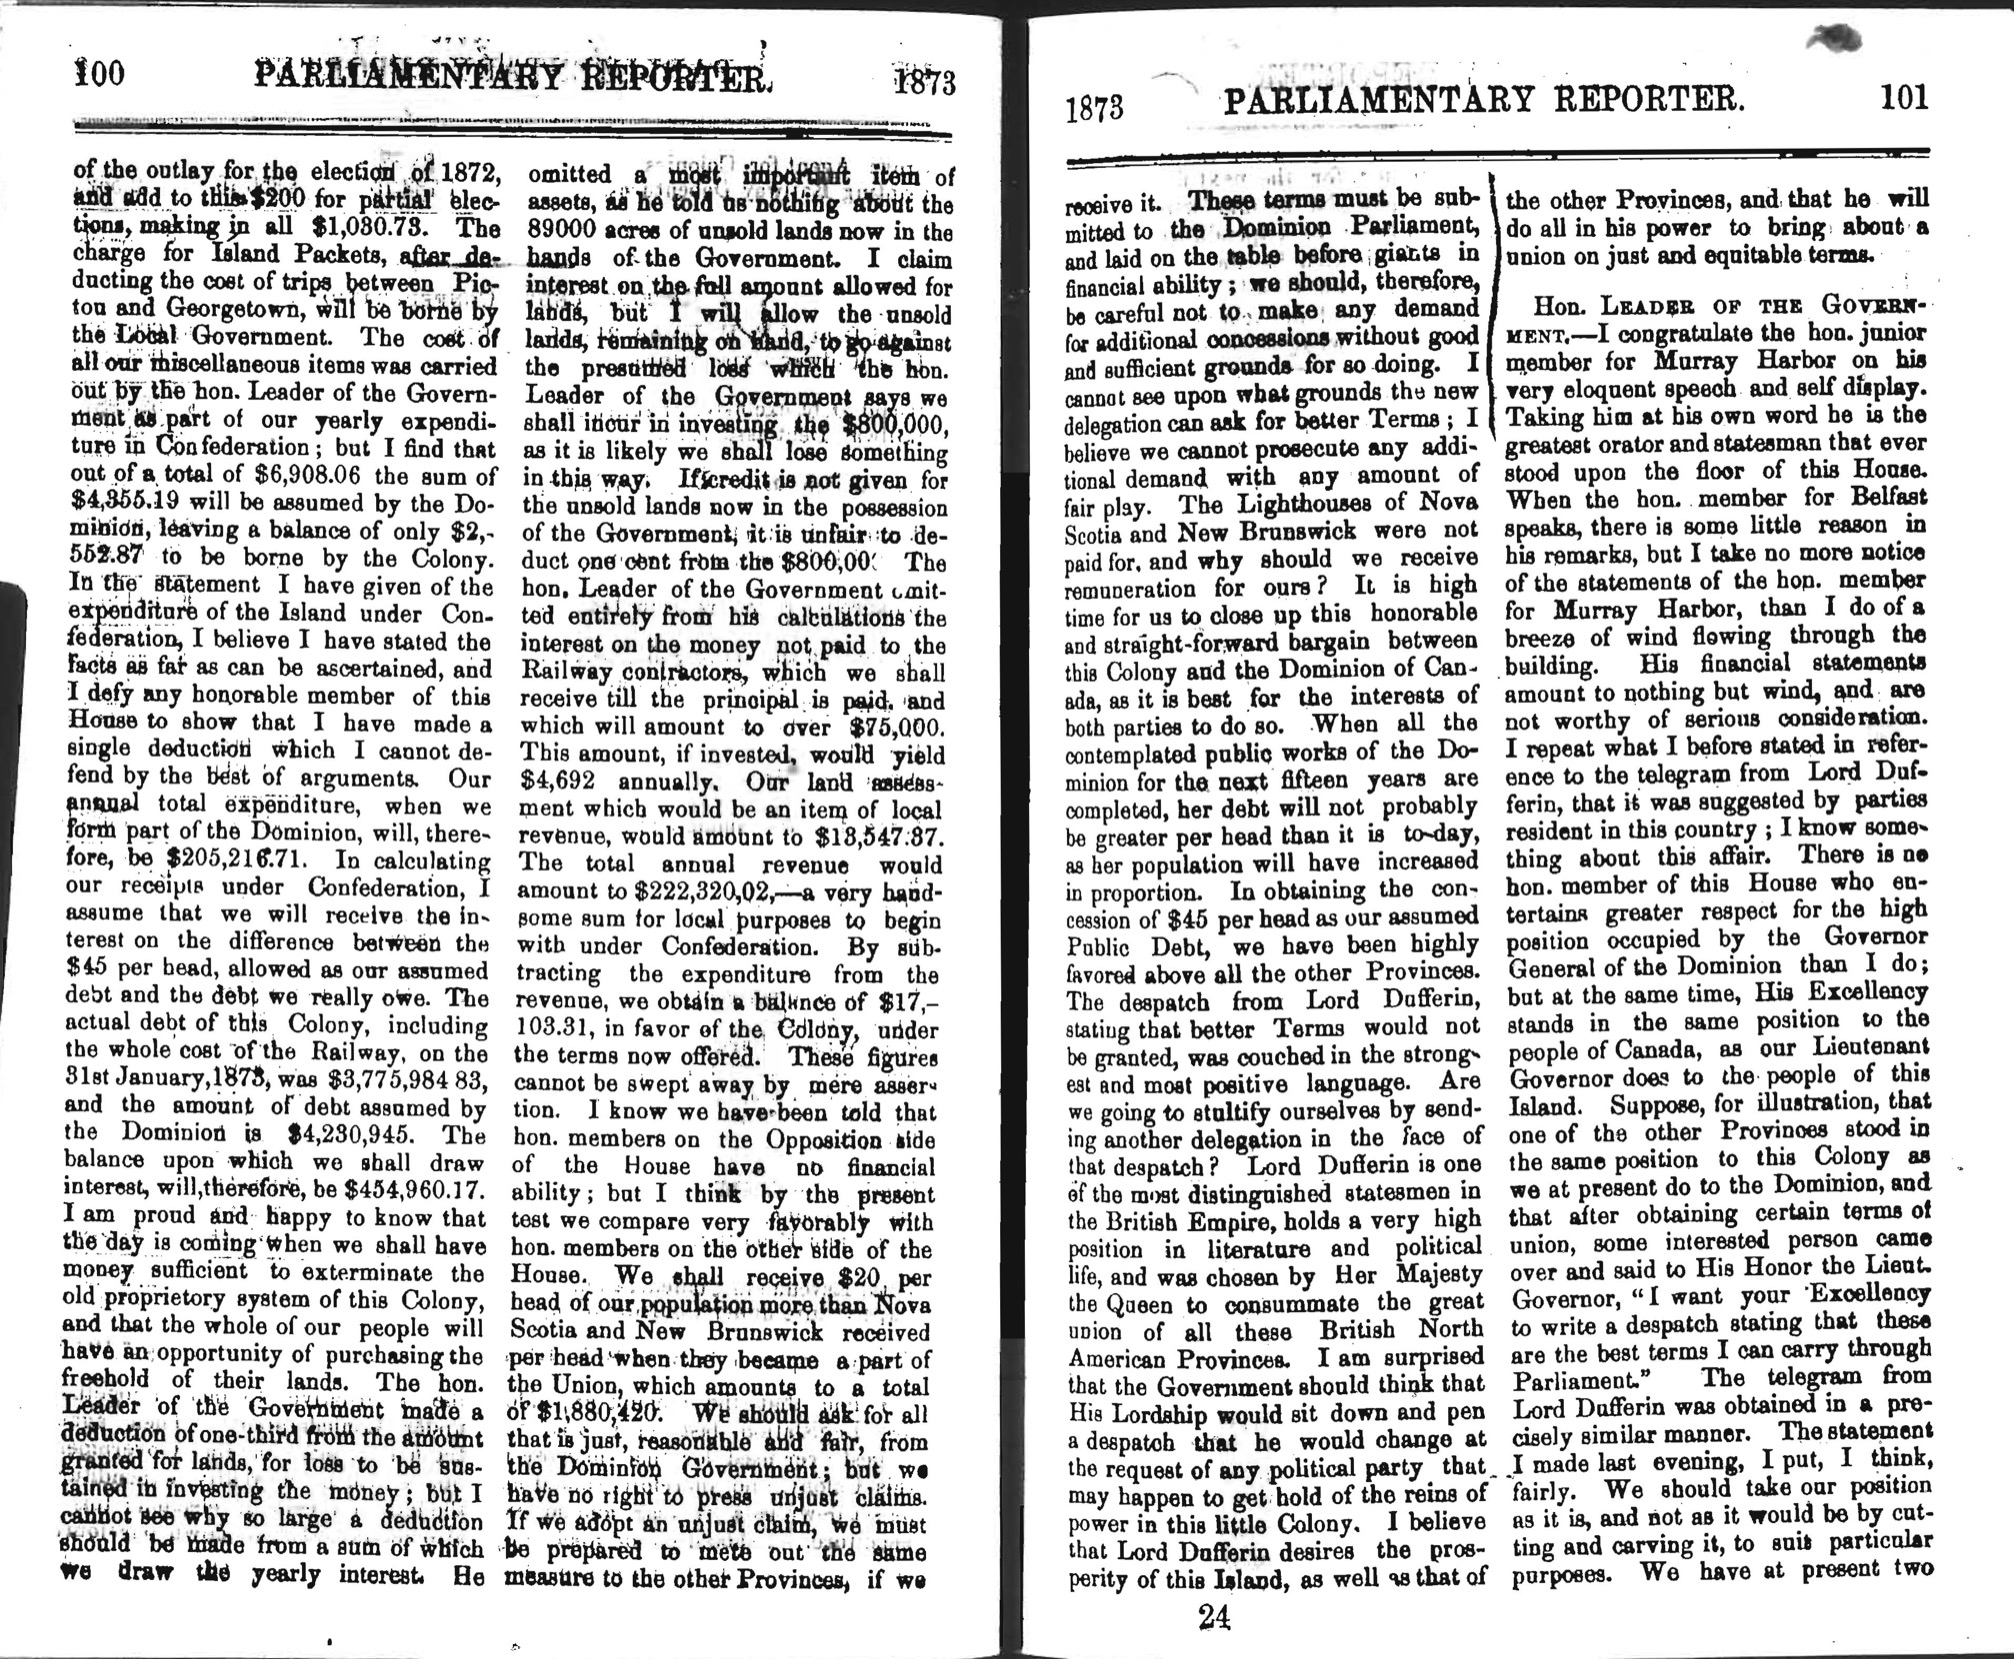 100 PARLIAMENTARY REPORTER. 1873
of the outlay for the election of 1872,
and add to this $200 for partial elec-
tions, making in all $1,030.73. The
charge for Island Packets, after de-
ducting the cost of trips between Pic-
tou and Georgetown, will be borne by
the Local Government. The cost of
all our miscellaneous items was carried
out by the hon. Leader of the Govern-
ment as part of our yearly expendi-
ture in Confederation; but I find that
out of a total of $6,908.06 the sum of
$4,355.19 will be assumed by the Do-
minion, leaving a balance of only $2,-
552.87 to be borne by the Colony.
In the statement I have given of the
expenditure of the Island under Con-
federation, I believe I have stated the
facts as far as can be ascertained, and
I defy any honorable member of this
House to show that I have made a
single deduction which I cannot de-
fend by the best of arguments. Our
annual total expenditure, when we
form part of the Dominion, will, there-
fore, be $205,216.71. In calculating
our receipts under Confederation, I
assume that we will receive the in-
terest on the difference between the
$45 per head, allowed as our assumed
debt and the debt we really owe. The
actual debt of this Colony, including
the whole cost of the Railway, on the
31st January, 1873, was $3,775,984 83,
and the amount of debt assumed by
the Dominion is $4,230,945. The
balance upon which we shall draw
interest, will, therefore, be $454,960.17.
I am proud and happy to know that
the day is coming when we shall have
money sufficient to exterminate the
old proprietory system of this Colony,
and that the whole of our people will
have an opportunity of purchasing the
freehold of their lands. The hon.
Leader of the Government made a
deduction of one-third from the amount
granted for lands, for loss to be sus-
tained in investing the money; but I
cannot see why so large a deduction
should be made from a sum of which
we draw the yearly interest. He
omitted a most important item of
assets, as he told us nothing about the
89000 acres of unsold lands now in the
hands of the Government. I claim
interest on the full amount allowed for
lands, but I will allow the unsold
lands, remaining on hand, to go against
the presumed loss which the hon.
Leader of the Government says we
shall incur in investing the $800,000,
as it is likely we shall lose something
in this way. If credit is not given for
the unsold lands now in the possession
of the Government, it is unfair to de-
duct one cent from the $800,00. The
hon. Leader of the Government omit-
ted entirely from his calculations the
interest on the money not paid to the
Railway contractors, which we shall
receive till the principal is paid, and
which will amount to over $75,000.
This amount, if invested, would yield
$4,692 annually. Our land assess-
ment which would be an item of local
revenue, would amount to $13,547.37.
The total annual revenue would
amount to $222,320,02,—a very hand-
some sum for local purposes to begin
with under Confederation. By sub-
tracting the expenditure from the
revenue, we obtain a balance of $17,-
103.31, in favor of the Colony, under
the terms now offered. These figures
cannot be swept away by mere asser-
tion. I know we have been told that
hon. members on the Opposition side
of the House have no financial
ability; but I think by the present
test we compare very favorably with
hon. members on the other side of the
House. We shall receive $20 per
head of our population more than Nova
Scotia and New Brunswick received
per head when they became a part of
the Union, which amounts to a total
of $1,880,420. We should ask for all
that is just, reasonable and fair, from
the Dominion Government; but we
have no right to press unjust claims.
If we adopt an unjust claim, we must
be prepared to mete out the same
measure to the other Provinces, if we
1873 PARLIAMENTARY REPORTER. 101
receive it. These terms must be sub-
mitted to the Dominion Parliament,
and laid on the table before giants in
financial ability; we should, therefore,
be careful not to make any demand
for additional concessions without good
and sufficient grounds for so doing. I
cannot see upon what grounds the new
delegation can ask for better Terms; I
believe we cannot prosecute any addi-
tional demand with any amount of
fair play. The Lighthouses of Nova
Scotia and New Brunswick were not
paid for, and why should we receive
remuneration for ours? It is high
time for us to close up this honorable
and straight-forward bargain between
this Colony and the Dominion of Can-
ada, as it is best for the interests of
both parties to do so. When all the
contemplated public works of the Do-
minion for the next fifteen years are
completed, her debt will not probably
be greater per head than it is to-day,
as her population will have increased
in proportion. In obtaining the con-
cession of $45 per head as our assumed
Public Debt, we have been highly
favored above all the other Provinces.
The despatch from Lord Dufferin,
stating that better Terms would not
be granted, was couched in the strong-
est and most positive language. Are
we going to stultify ourselves by send-
ing another delegation in the face of
that despatch? Lord Dufferin is one
of the most distinguished statesmen in
the British Empire, holds a very high
position in literature and political
life, and was chosen by Her Majesty
the Queen to consummate the great
union of all these British North
American Provinces. I am surprised
that the Government should think that
His Lordship would sit down and pen
a despatch that he would change at
the request of any political party that
may happen to get hold of the reins of
power in this little Colony. I believe
that Lord Dufferin desires the pros-
perity of this Island, as well as that of
the other Provinces, and that he will
do all in his power to bring about a
union on just and equitable terms.
Hon. LEADER OF THE GOVERN-
MENT.—I congratulate the hon. junior
member for Murray Harbor on his
very eloquent speech and self display.
Taking him at his own word he is the
greatest orator and statesman that ever
stood upon the floor of this House.
When the hon. member for Belfast
speaks, there is some little reason in
his remarks, but I take no more notice
of the statements of the hon. member
for Murray Harbor, than I do of a
breeze of wind flowing through the
building. His financial statements
amount to nothing but wind, and are
not worthy of serious consideration.
I repeat what I before stated in refer-
ence to the telegram from Lord Duf-
ferin, that it was suggested by parties
resident in this country; I know some-
thing about this affair. There is no
hon. member of this House who en-
tertains greater respect for the high
position occupied by the Governor
General of the Dominion than I do;
but at the same time, His Excellency
stands in the same position to the
people of Canada, as our Lieutenant
Governor does to the people of this
Island. Suppose, for illustration, that
one of the other Provinces stood in
the same position to this Colony as
we at present do to the Dominion, and
that after obtaining certain terms of
union, some interested person came
over and said to His Honor the Lieut.
Governor, "I want your Excellency
to write a despatch stating that these
are the best terms I can carry through
Parliament." The telegram from
Lord Dufferin was obtained in a pre-
cisely similar manner. The statement
I made last evening, I put, I think,
fairly. We should take our position
as it is, and not as it would be by cut-
ting and carving it, to suit particular
purposes. We have at present two
24